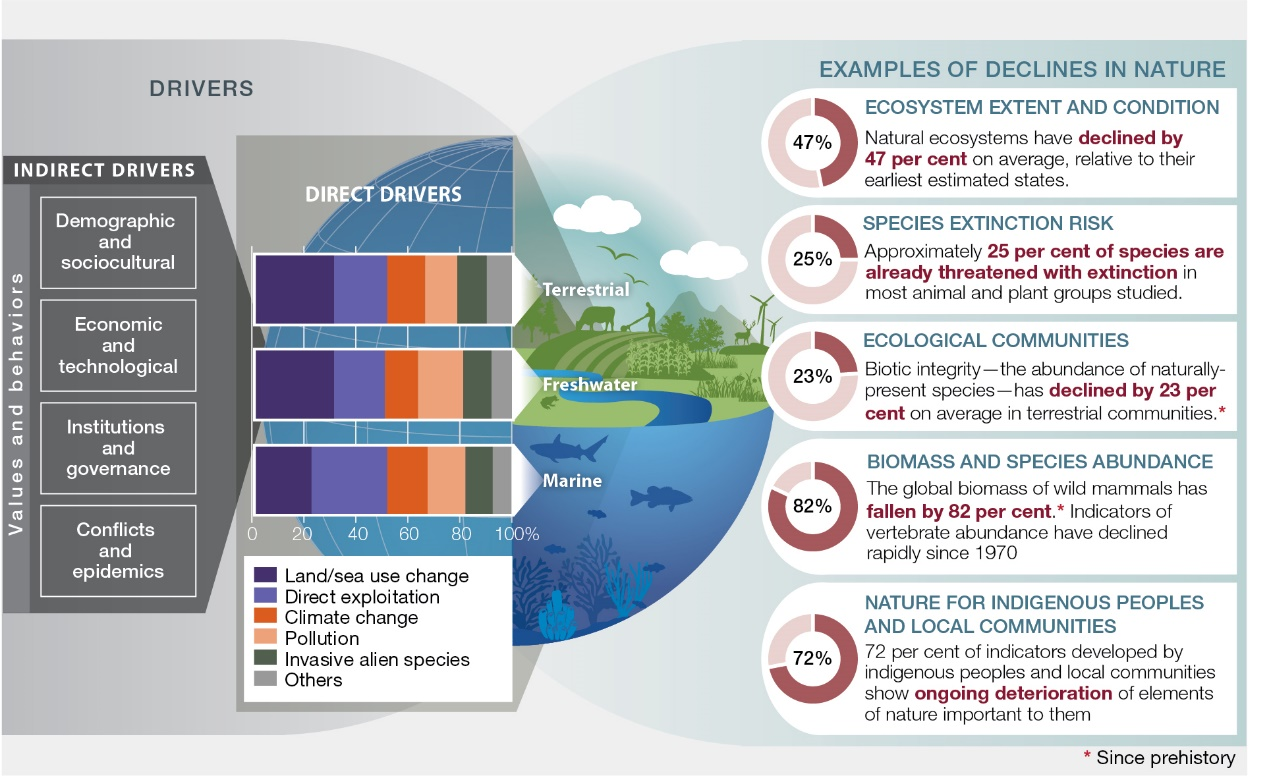 DRIVERS
INDIRECT DRIVERS
Values and behaviors
Demographic
and
sociocultural
Economic
and
technological
Institutions
and
governance
Conflicts
and
epidemics
DIRECT DRIVERS
Terrestrial
Freshwater
Marine
0 20 40 60 80 100%
Land/sea use change
Direct exploitation
Climate change
Pollution
Invasive alien species
Others
EXAMPLES OF DECLINES IN NATURE
47%
ECOSYSTEM EXTENT AND CONDITION
Natural ecosystems have declined by
47 per cent on average, relative to their
earliest estimated states.
25%
SPECIES EXTINCTION RISK
Approximately 25 per cent of species are
already threatened with extinction in
most animal and plant groups studied.
23%
ECOLOGICAL COMMUNITIES
Biotic integrity—the abundance of naturally-
present species—has declined by 23 per
cent on average in terrestrial communities.*
82%
BIOMASS AND SPECIES ABUNDANCE
The global biomass of wild mammals has
fallen by 82 per cent.* Indicators of
vertebrate abundance have declined
rapidly since 1970
72%
NATURE FOR INDIGENOUS PEOPLES
AND LOCAL COMMUNITIES
72 per cent of indicators developed by
indigenous peoples and local communities
show ongoing deterioration of elements
of nature important to them
* Since prehistory